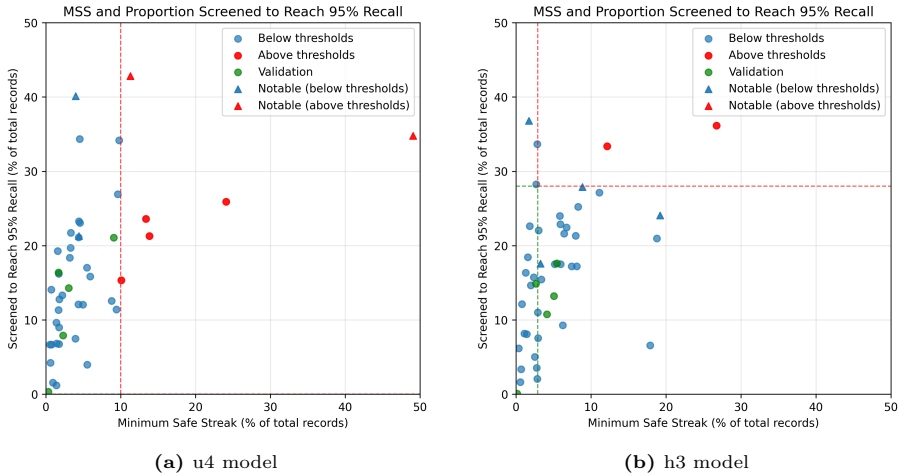 MSS and Proportion Screened to Reach 95% Recall
Screened to Reach 95% Recall (% of total records)
50
40
30
20
10
0
Below thresholds
Above thresholds
Validation
Notable (below thresholds)
Notable (above thresholds)
0 10 20 30 40 50
Minimum Safe Streak (% of total records)
(a) u4 model
MSS and Proportion Screened to Reach 95% Recall
Screened to Reach 95% Recall (% of total records)
50
40
30
20
10
0
Below thresholds
Above thresholds
Validation
Notable (below thresholds)
Notable (above thresholds)
0 10 20 30 40 50
Minimum Safe Streak (% of total records)
(b) h3 model